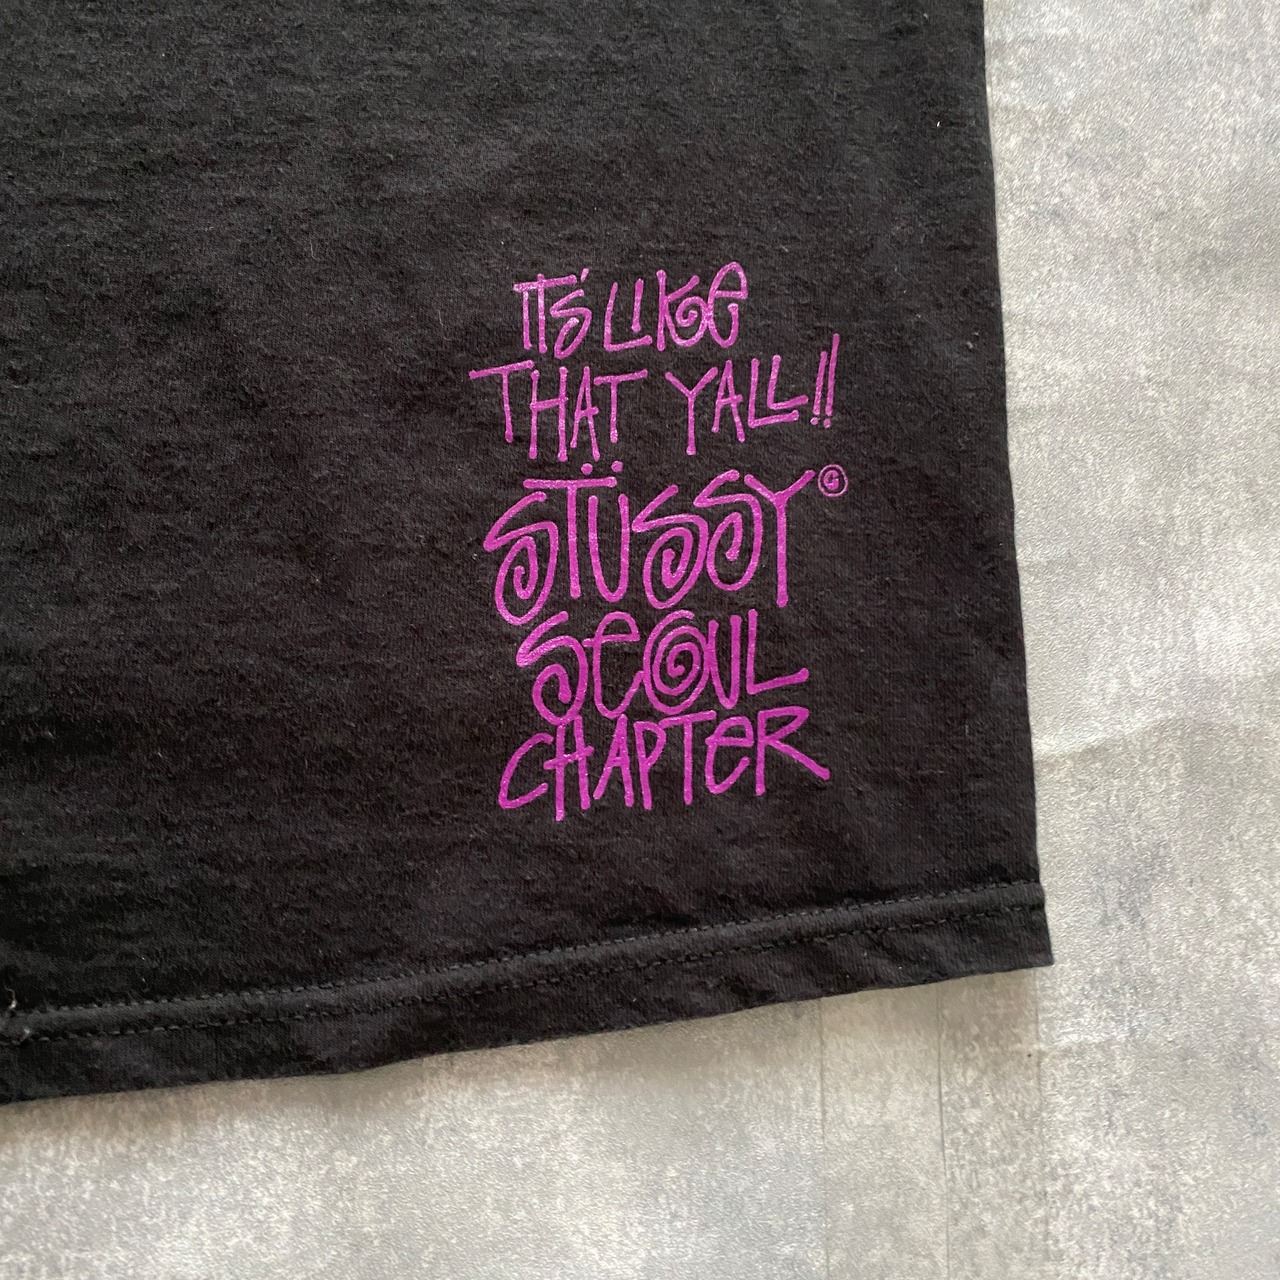 IT'S LIKE
THAT YALL!!
STÜSSY©
SEOUL
CHAPTER